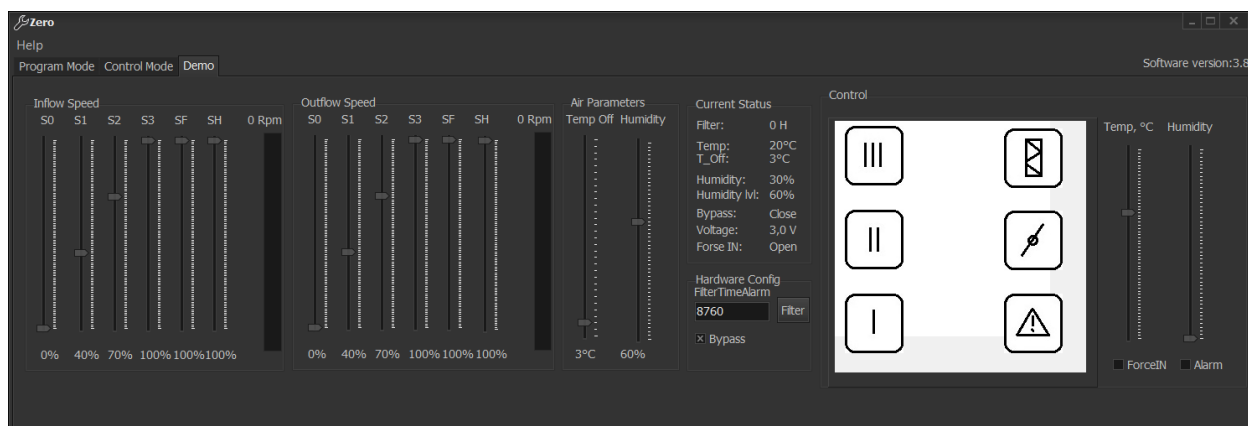 Zero
Help
Program Mode Control Mode Demo
Software version:3.8
Inflow Speed
S0 S1 S2 S3 SF SH 0 Rpm
0% 40% 70% 100% 100% 100%
Outflow Speed
S0 S1 S2 S3 SF SH 0 Rpm
0% 40% 70% 100% 100% 100%
Air Parameters
Temp Off Humidity
3°C 60%
Current Status
Filter: 0 H
Temp: 20°C
T_Off: 3°C
Humidity: 30%
Humidity lvl: 60%
Bypass: Close
Voltage: 3,0 V
Forse IN: Open
Hardware Config
FilterTimeAlarm
8760 Filter
Bypass
Control
III
II
I
Temp, °C Humidity
ForceIN Alarm